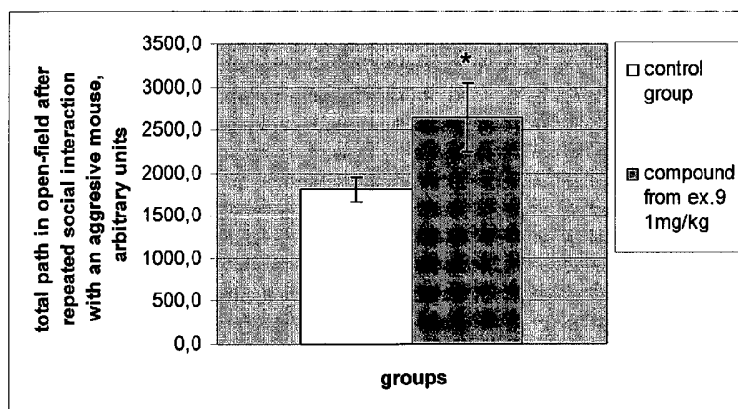 total path in open-field after
repeated social interaction
with an aggresive mouse,
arbitrary units
3500,0
3000,0
2500,0
2000,0
1500,0
1000,0
500,0
0,0
*
groups
control
group
compound
from ex.9
1mg/kg